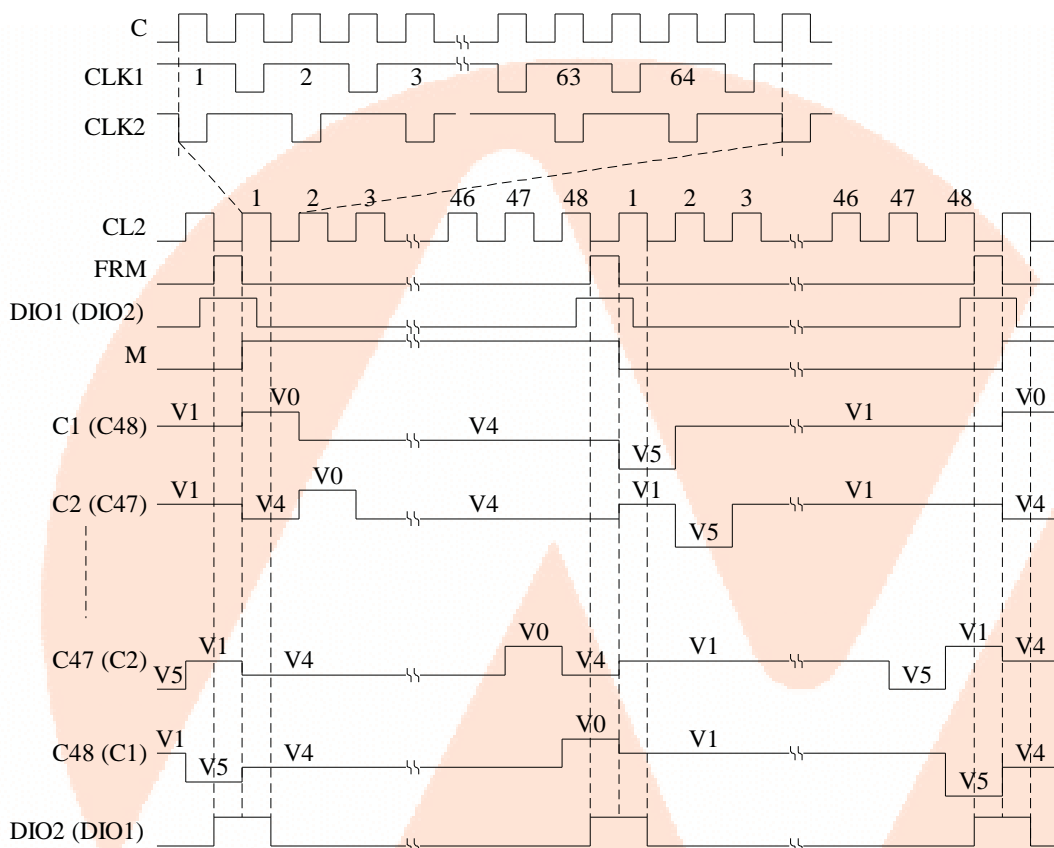 C
CLK1 1 2 3 63 64
CLK2
1 2 3 46 47 48 1 2 3 46 47 48
CL2
FRM
DIO1 (DIO2)
M
V0 V0
V1 V4 V1
C1 (C48)
V5
V0
V1 V1 V1
C2 (C47) V4 V4 V4
V5
V0 V1
V1 V1 V4
C47 (C2) V4 V4
V5 V5
V0
V1 V1
C48 (C1) V4 V4
V5 V5
DIO2 (DIO1)